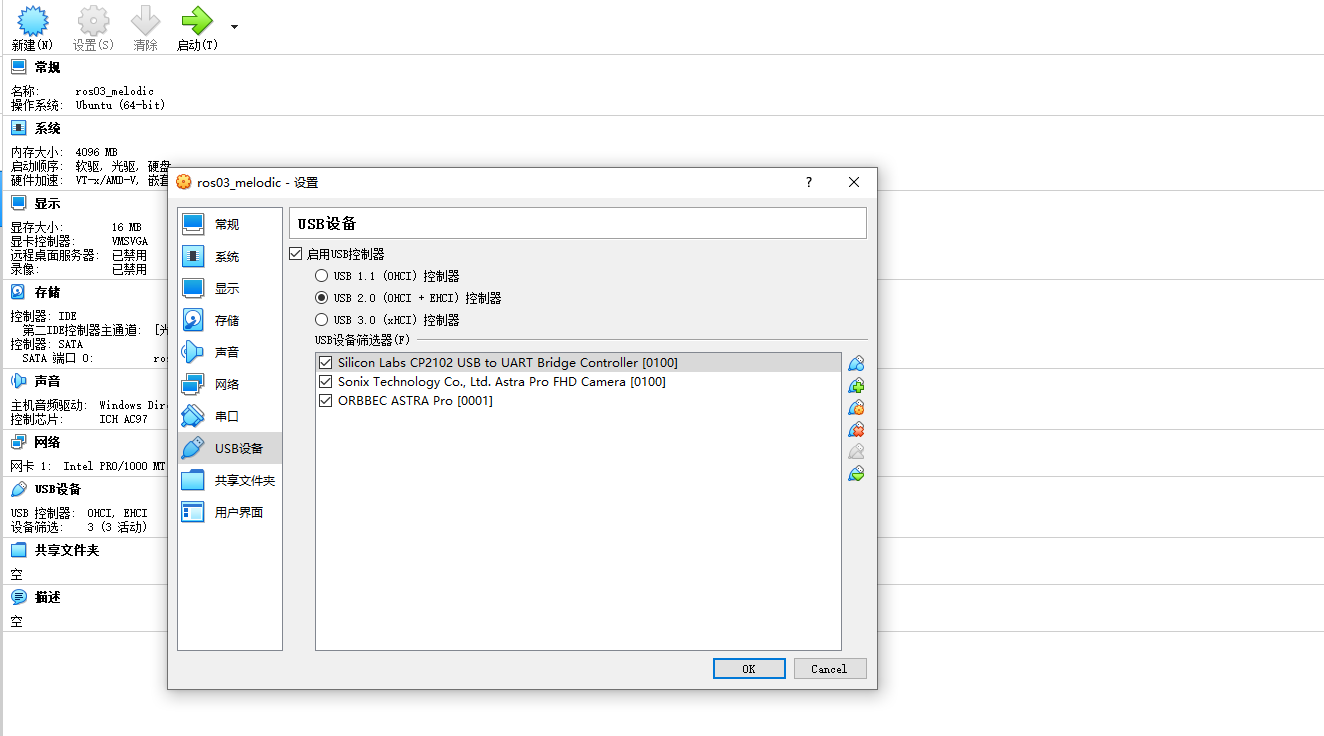 新建(N) 设置(S) 清除 启动(T)
常规
名称: ros03_melodic
操作系统: Ubuntu (64-bit)
系统
内存大小: 4096 MB
启动顺序: 软驱, 光驱, 硬盘
硬件加速: VT-x/AMD-V, 嵌套
显示
显存大小: 16 MB
显卡控制器: VMSVGA
远程桌面服务器: 已禁用
录像: 已禁用
存储
控制器: IDE
第二IDE控制器主通道: [光
控制器: SATA
SATA 端口 0: ros
声音
主机音频驱动: Windows Dir
控制芯片: ICH AC97
网络
网卡 1: Intel PRO/1000 MT
USB设备
USB 控制器: OHCI, EHCI
设备筛选: 3 (3 活动)
共享文件夹
空
描述
空
ros03_melodic - 设置 ?
常规
系统
显示
存储
声音
网络
串口
USB设备
共享文件夹
用户界面
USB设备
启用USB控制器
USB 1.1 (OHCI) 控制器
USB 2.0 (OHCI + EHCI) 控制器
USB 3.0 (xHCI) 控制器
USB设备筛选器(F)
Silicon Labs CP2102 USB to UART Bridge Controller [0100]
Sonix Technology Co., Ltd. Astra Pro FHD Camera [0100]
ORBBEC ASTRA Pro [0001]
OK Cancel